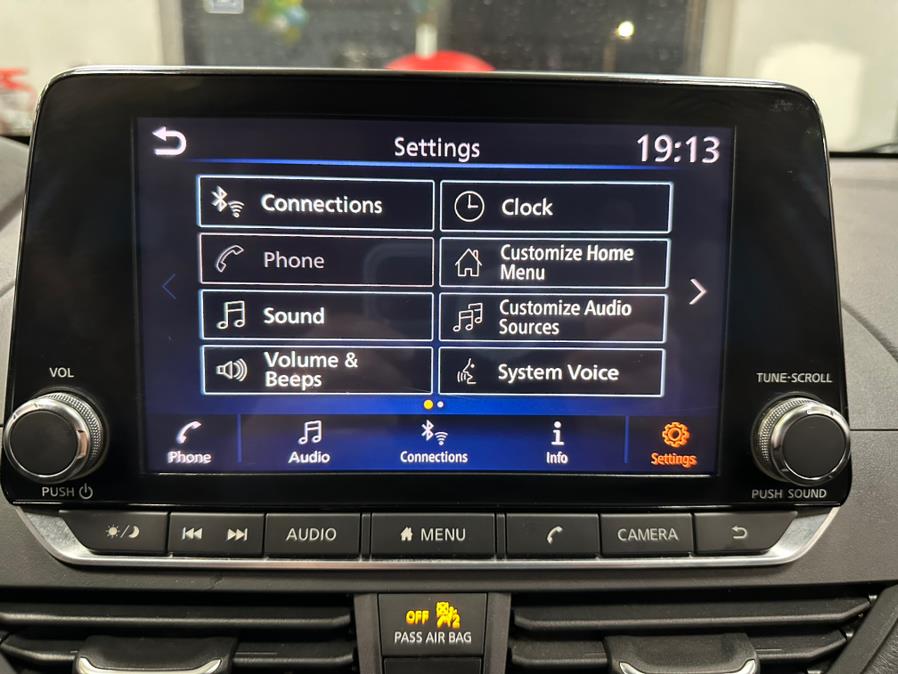 Settings
19:13
Connections
Clock
Phone
Customize Home
Menu
Sound
Customize Audio
Sources
Volume &
Beeps
System Voice
Phone
Audio
Connections
Info
Settings
VOL
PUSH
TUNE·SCROLL
PUSH SOUND
AUDIO
MENU
CAMERA
OFF
2
PASS AIR BAG